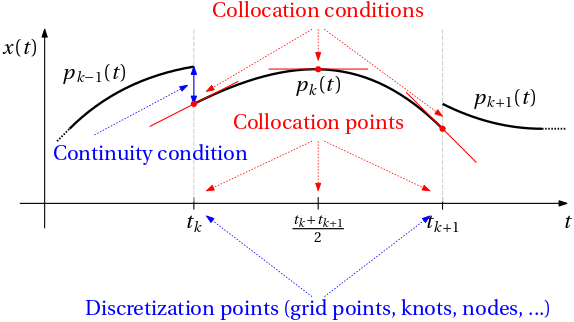 Collocation conditions
x(t)
p_{k−1}(t)
p_k(t)
p_{k+1}(t)
Collocation points
Continuity condition
t_k
\frac{t_k+t_{k+1}}{2}
t_{k+1}
t
Discretization points (grid points, knots, nodes, ...)